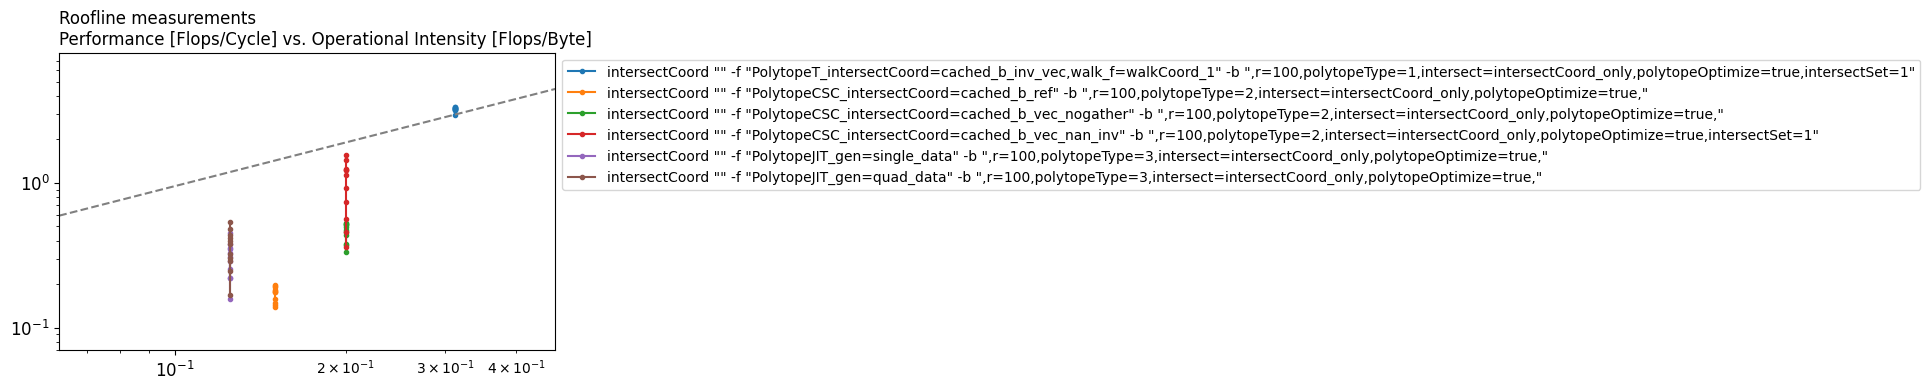 Roofline measurements
Performance [Flops/Cycle] vs. Operational Intensity [Flops/Byte]
intersectCoord "" -f "PolytopeT_intersectCoord=cached_b_inv_vec,walk_f=walkCoord_1" -b ",r=100,polytopeType=1,intersect=intersectCoord_only,polytopeOptimize=true,intersectSet=1"
intersectCoord "" -f "PolytopeCSC_intersectCoord=cached_b_ref" -b ",r=100,polytopeType=2,intersect=intersectCoord_only,polytopeOptimize=true,"
intersectCoord "" -f "PolytopeCSC_intersectCoord=cached_b_vec_nogather" -b ",r=100,polytopeType=2,intersect=intersectCoord_only,polytopeOptimize=true,"
intersectCoord "" -f "PolytopeCSC_intersectCoord=cached_b_vec_nan_inv" -b ",r=100,polytopeType=2,intersect=intersectCoord_only,polytopeOptimize=true,intersectSet=1"
intersectCoord "" -f "PolytopeJIT_gen=single_data" -b ",r=100,polytopeType=3,intersect=intersectCoord_only,polytopeOptimize=true,"
intersectCoord "" -f "PolytopeJIT_gen=quad_data" -b ",r=100,polytopeType=3,intersect=intersectCoord_only,polytopeOptimize=true,"
10⁰
10⁻¹
10⁻¹
2 × 10⁻¹
3 × 10⁻¹
4 × 10⁻¹